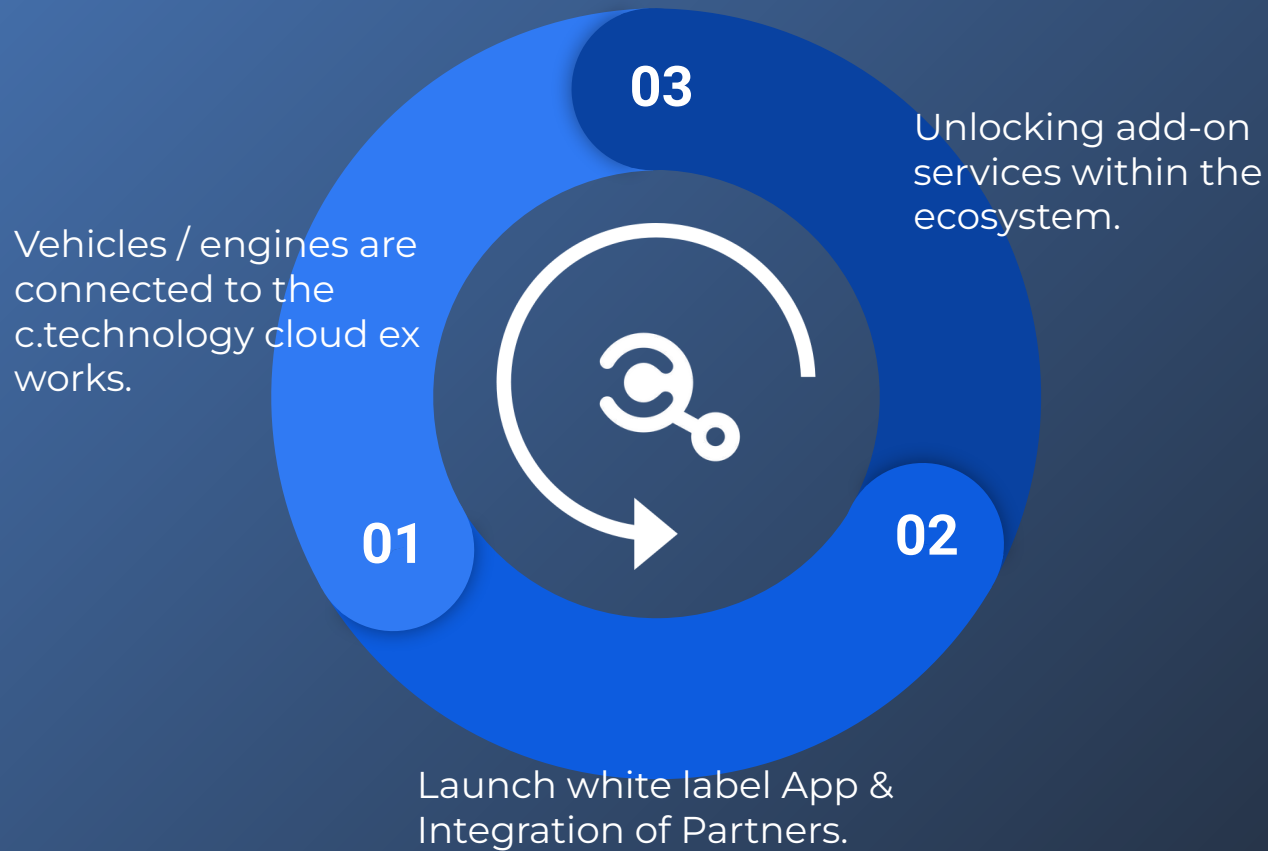 03
Unlocking add-on
services within the
ecosystem.
Vehicles / engines are
connected to the
c.technology cloud ex
works.
01
02
Launch white label App &
Integration of Partners.